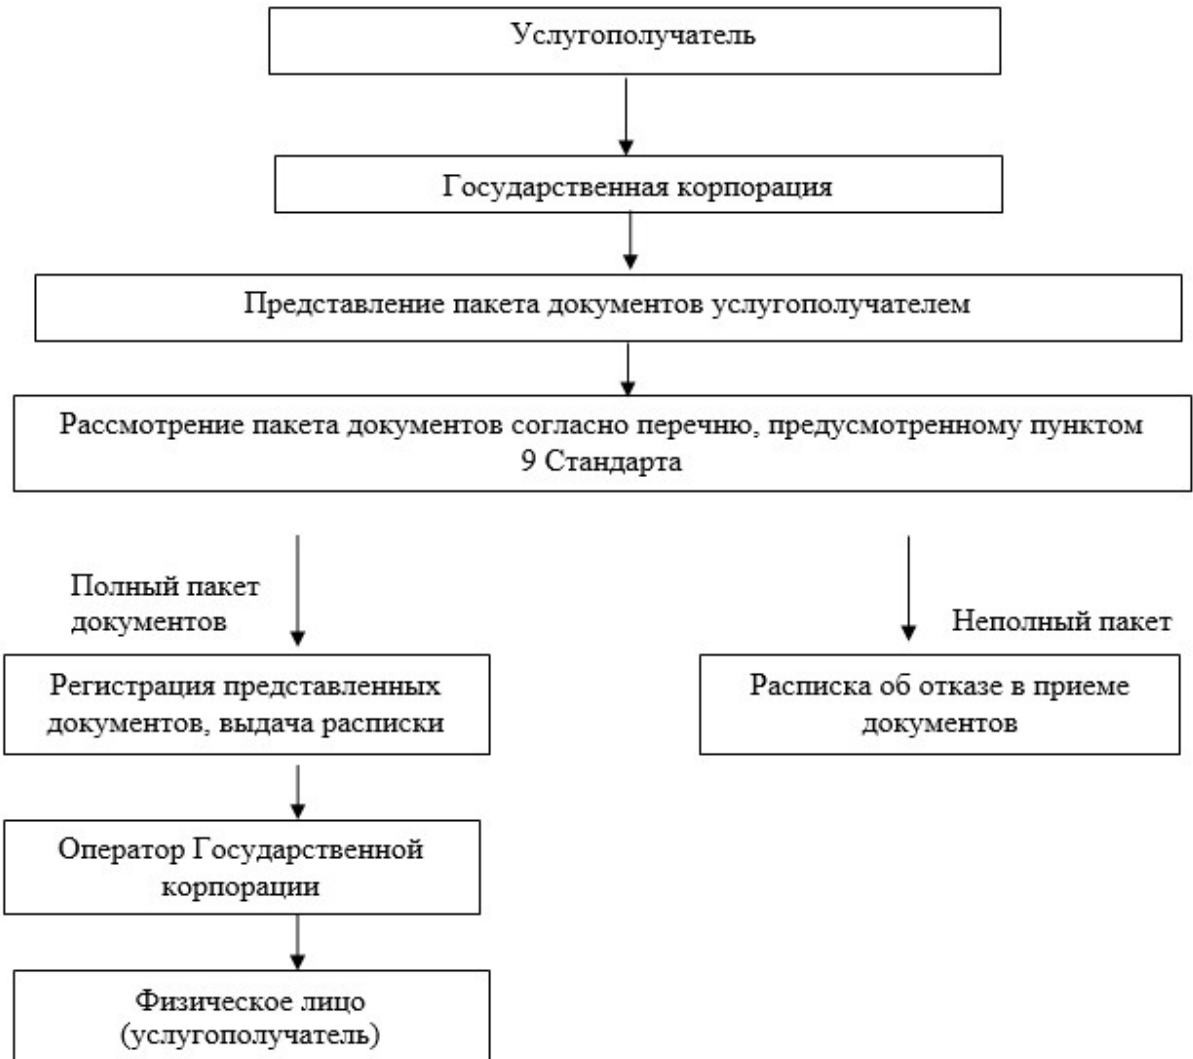 Услугополучатель
Государственная корпорация
Представление пакета документов услугополучателем
Рассмотрение пакета документов согласно перечню, предусмотренному пунктом
9 Стандарта
Полный пакет
документов
Неполный пакет
Регистрация представленных
документов, выдача расписки
Расписка об отказе в приеме
документов
Оператор Государственной
корпорации
Физическое лицо
(услугополучатель)